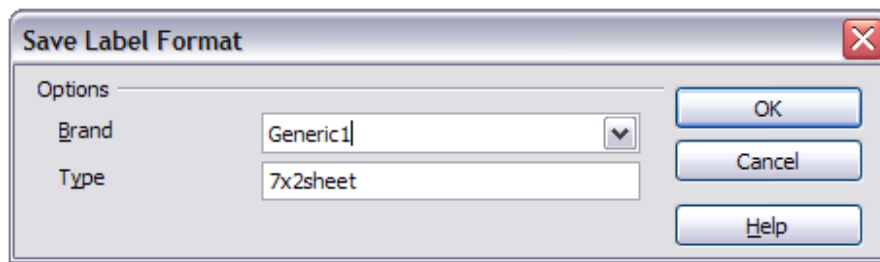 Save Label Format
Options
Brand
Generic1
Type
7x2sheet
OK
Cancel
Help